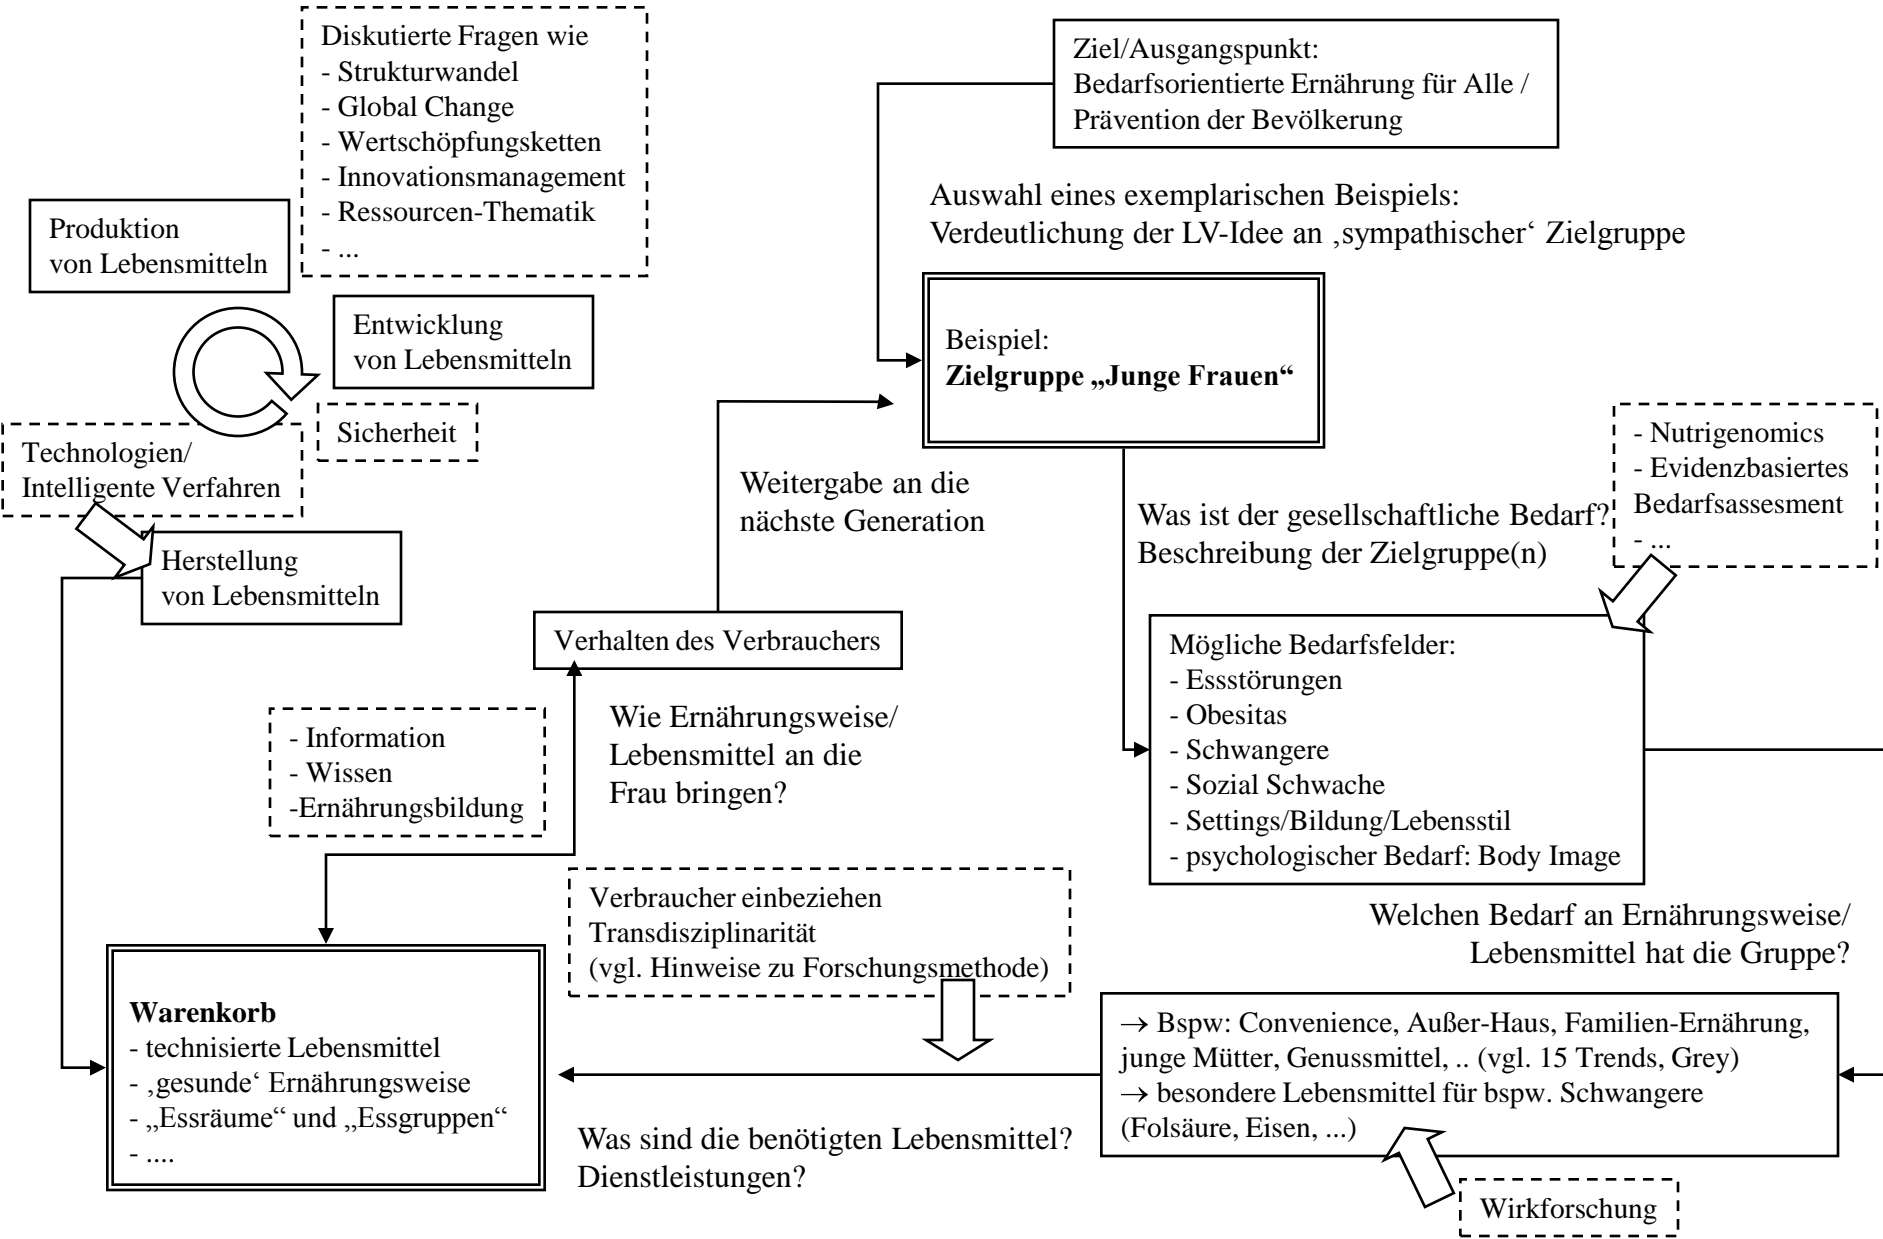 Diskutierte Fragen wie
- Strukturwandel
- Global Change
- Wertschöpfungsketten
- Innovationsmanagement
- Ressourcen-Thematik
- ...
Ziel/Ausgangspunkt:
Bedarfsorientierte Ernährung für Alle /
Prävention der Bevölkerung
Auswahl eines exemplarischen Beispiels:
Verdeutlichung der LV-Idee an ‚sympathischer‘ Zielgruppe
Produktion
von Lebensmitteln
Entwicklung
von Lebensmitteln
Sicherheit
Technologien/
Intelligente Verfahren
Herstellung
von Lebensmitteln
Beispiel:
Zielgruppe „Junge Frauen“
Weitergabe an die
nächste Generation
Was ist der gesellschaftliche Bedarf?
Beschreibung der Zielgruppe(n)
- Nutrigenomics
- Evidenzbasiertes
Bedarfsassesment
- ...
Verhalten des Verbrauchers
Mögliche Bedarfsfelder:
- Essstörungen
- Obesitas
- Schwangere
- Sozial Schwache
- Settings/Bildung/Lebensstil
- psychologischer Bedarf: Body Image
- Information
- Wissen
-Ernährungsbildung
Wie Ernährungsweise/
Lebensmittel an die
Frau bringen?
Verbraucher einbeziehen
Transdisziplinarität
(vgl. Hinweise zu Forschungsmethode)
Welchen Bedarf an Ernährungsweise/
Lebensmittel hat die Gruppe?
Warenkorb
- technisierte Lebensmittel
- ‚gesunde‘ Ernährungsweise
- „Essräume“ und „Essgruppen“
- ....
→ Bspw: Convenience, Außer-Haus, Familien-Ernährung,
junge Mütter, Genussmittel, .. (vgl. 15 Trends, Grey)
→ besondere Lebensmittel für bspw. Schwangere
(Folsäure, Eisen, ...)
Was sind die benötigten Lebensmittel?
Dienstleistungen?
Wirkforschung